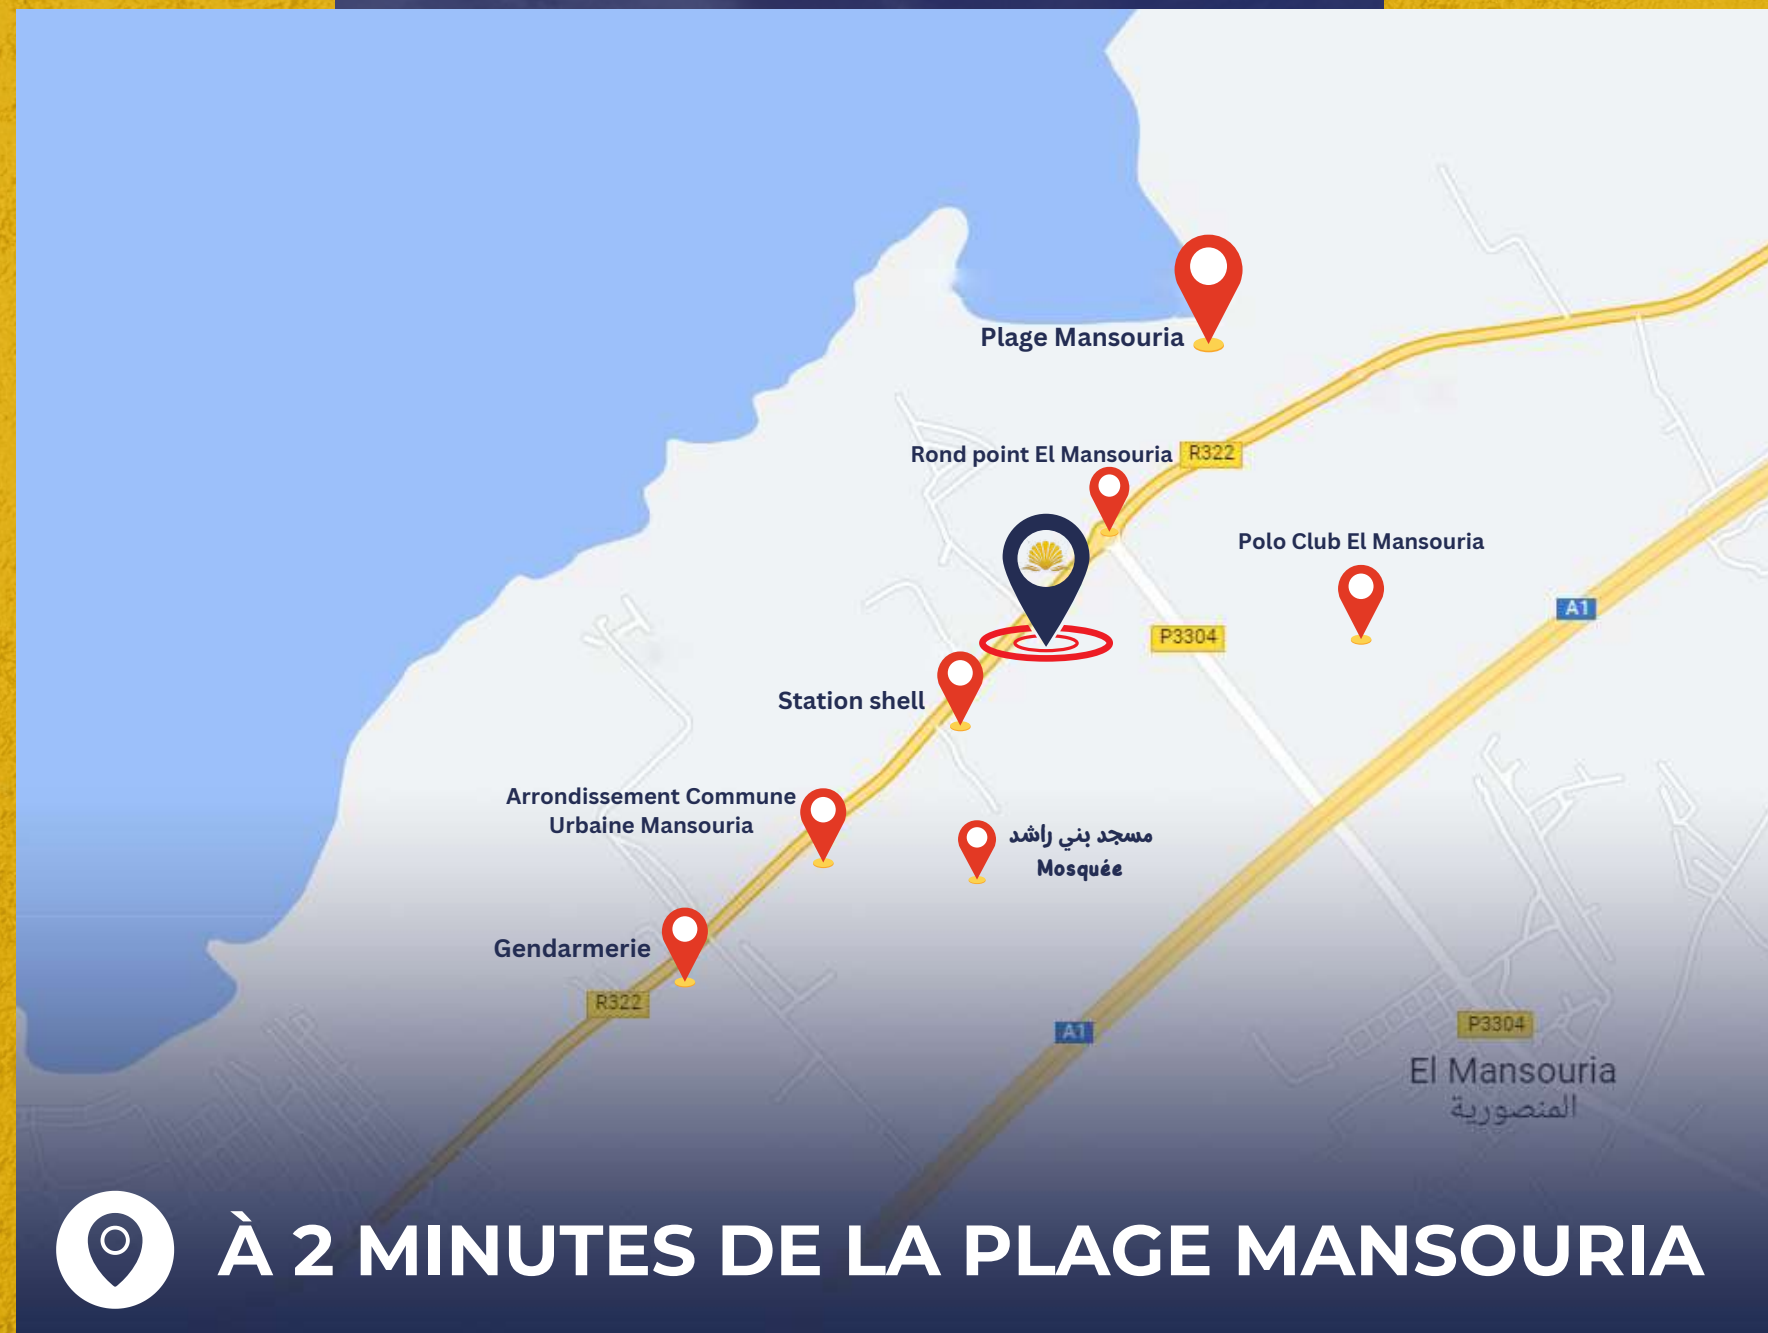 Plage Mansouria
Rond point El Mansouria
R322
Polo Club El Mansouria
A1
P3304
Station shell
Arrondissement Commune
Urbaine Mansouria
مسجد بني راشد
Mosquée
Gendarmerie
R322
A1
P3304
El Mansouria
المنصورية
À 2 MINUTES DE LA PLAGE MANSOURIA